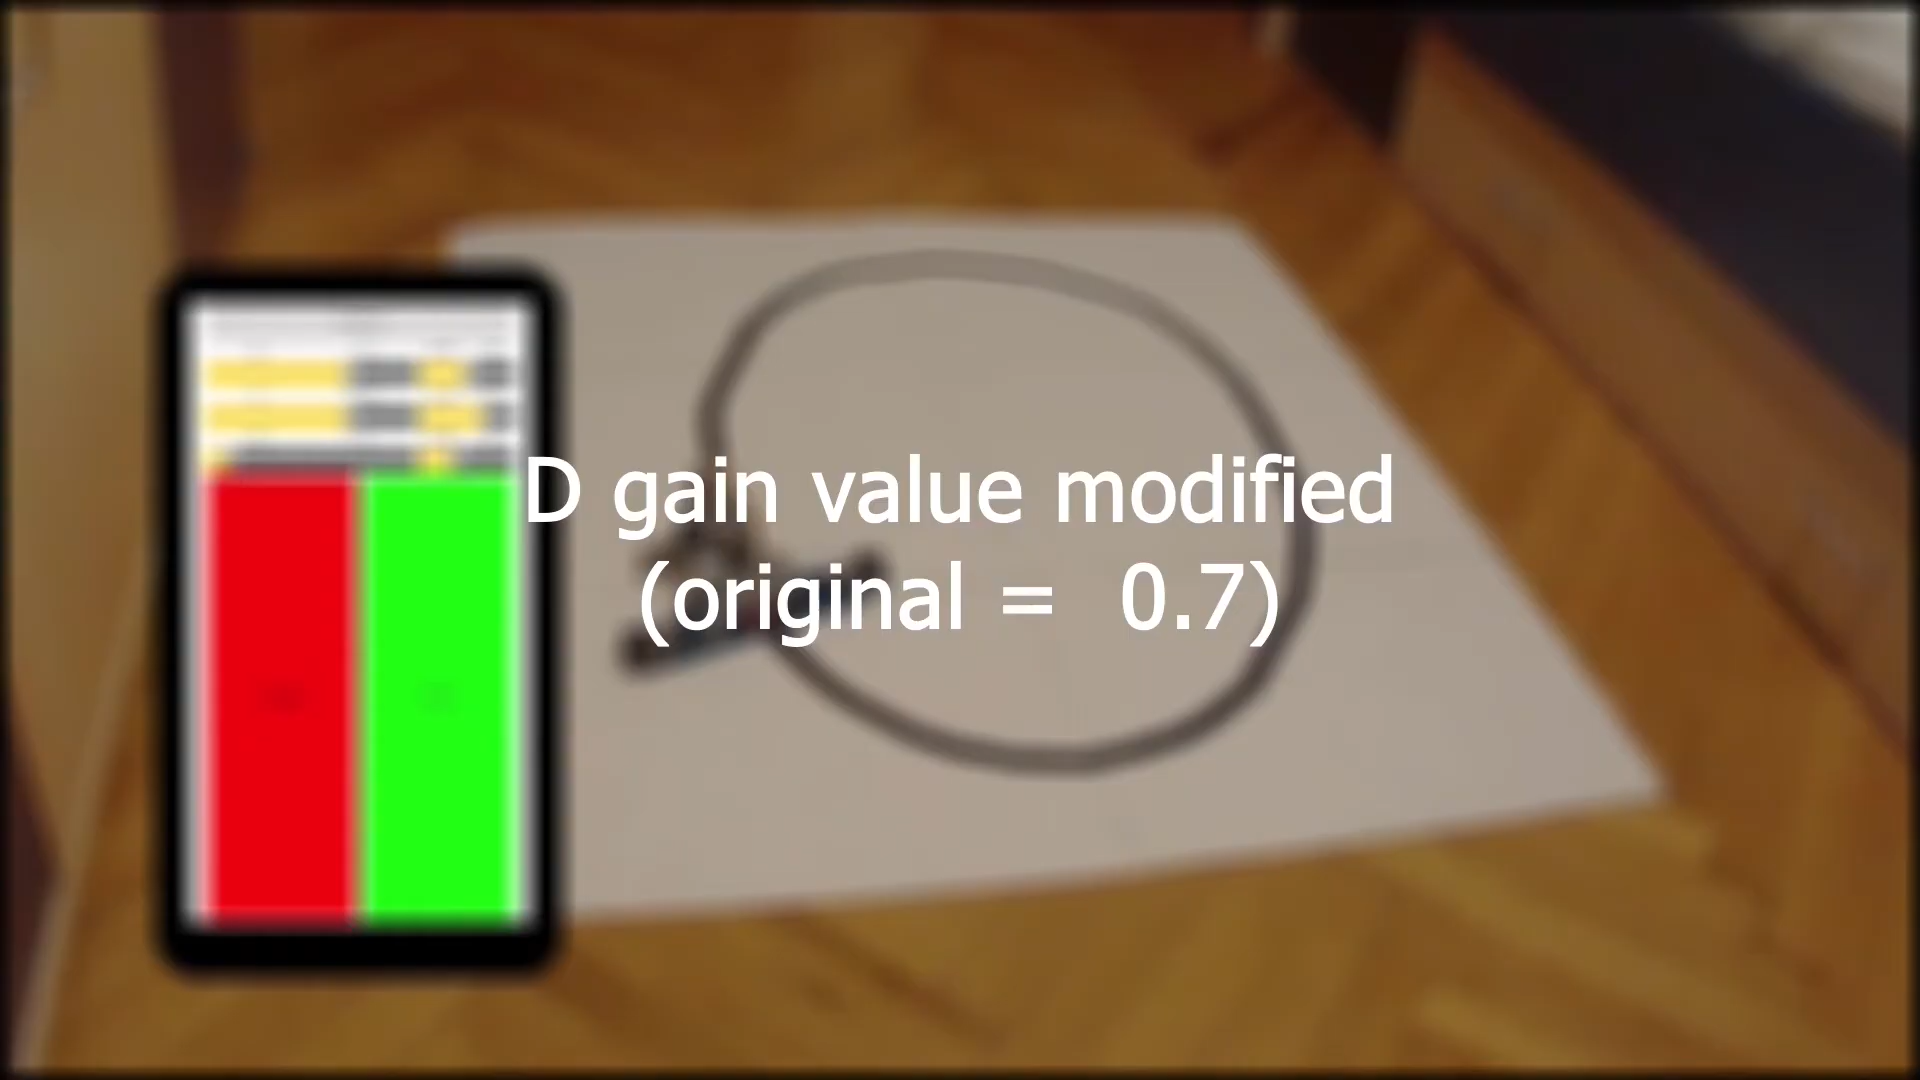 D gain value modified
(original =  0.7)